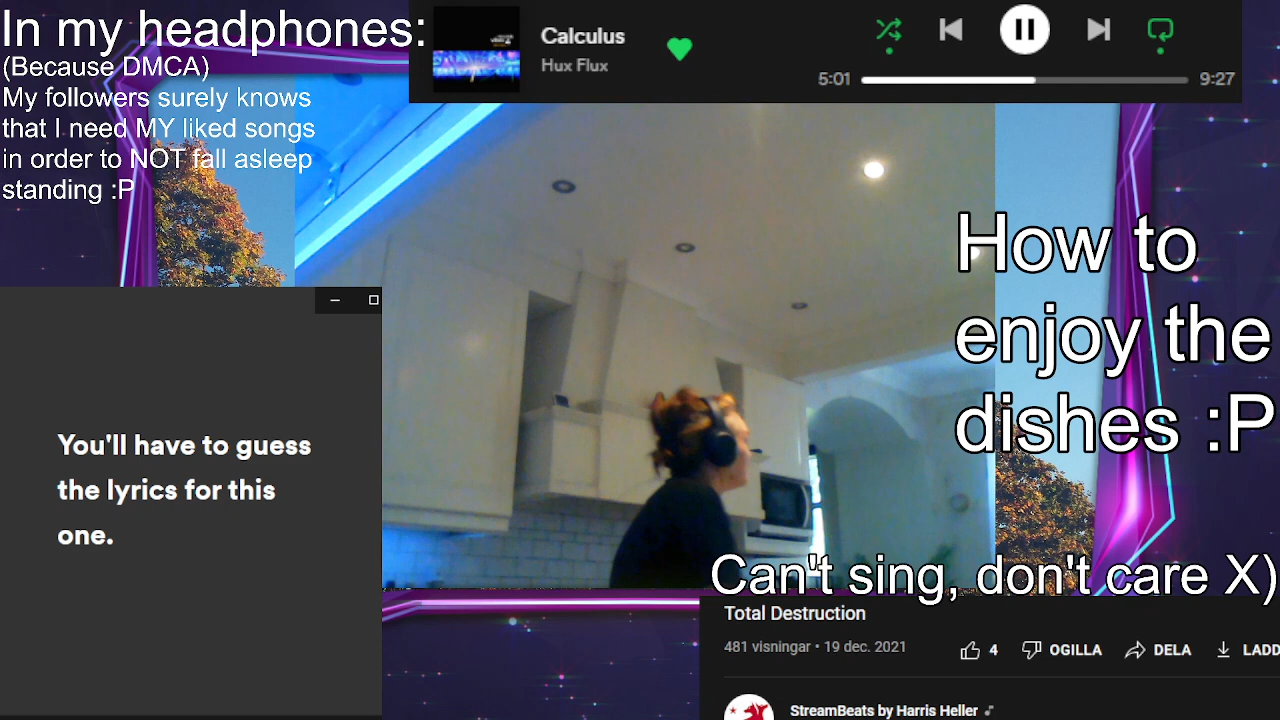 In my headphones:
(Because DMCA)
My followers surely knows
that I need MY liked songs
in order to NOT fall asleep
standing :P
Calculus
Hux Flux
5:01
9:27
How to
enjoy the
dishes :P
You'll have to guess
the lyrics for this
one.
Can't sing, don't care X)
Total Destruction
481 visningar • 19 dec. 2021
4
OGILLA
DELA
LADD
StreamBeats by Harris Heller